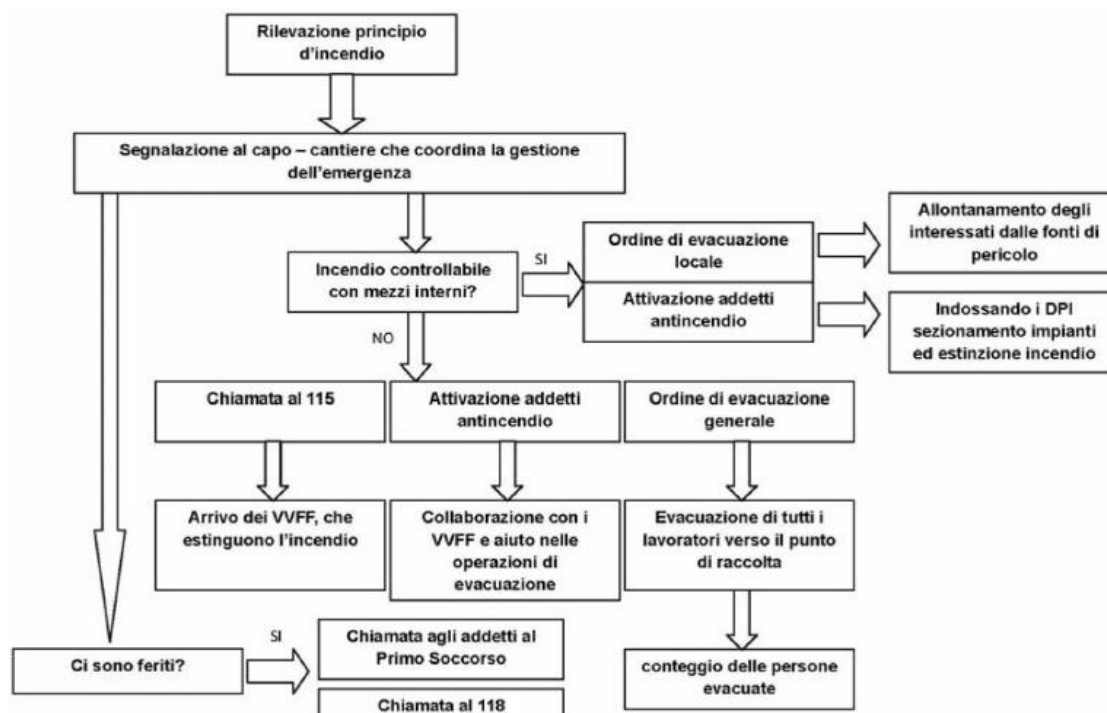 Rilevazione principio
d'incendio
Segnalazione al capo – cantiere che coordina la gestione
dell'emergenza
Incendio controllabile
con mezzi interni?
SI
Ordine di evacuazione
locale
Attivazione addetti
antincendio
Allontanamento degli
interessati dalle fonti di
pericolo
Indossando i DPI
sezionamento impianti
ed estinzione incendio
NO
Chiamata al 115
Attivazione addetti
antincendio
Ordine di evacuazione
generale
Arrivo dei VVFF, che
estinguono l'incendio
Collaborazione con i
VVFF e aiuto nelle
operazioni di
evacuazione
Evacuazione di tutti i
lavoratori verso il punto
di raccolta
conteggio delle persone
evacuate
Ci sono feriti?
SI
Chiamata agli addetti al
Primo Soccorso
Chiamata al 118